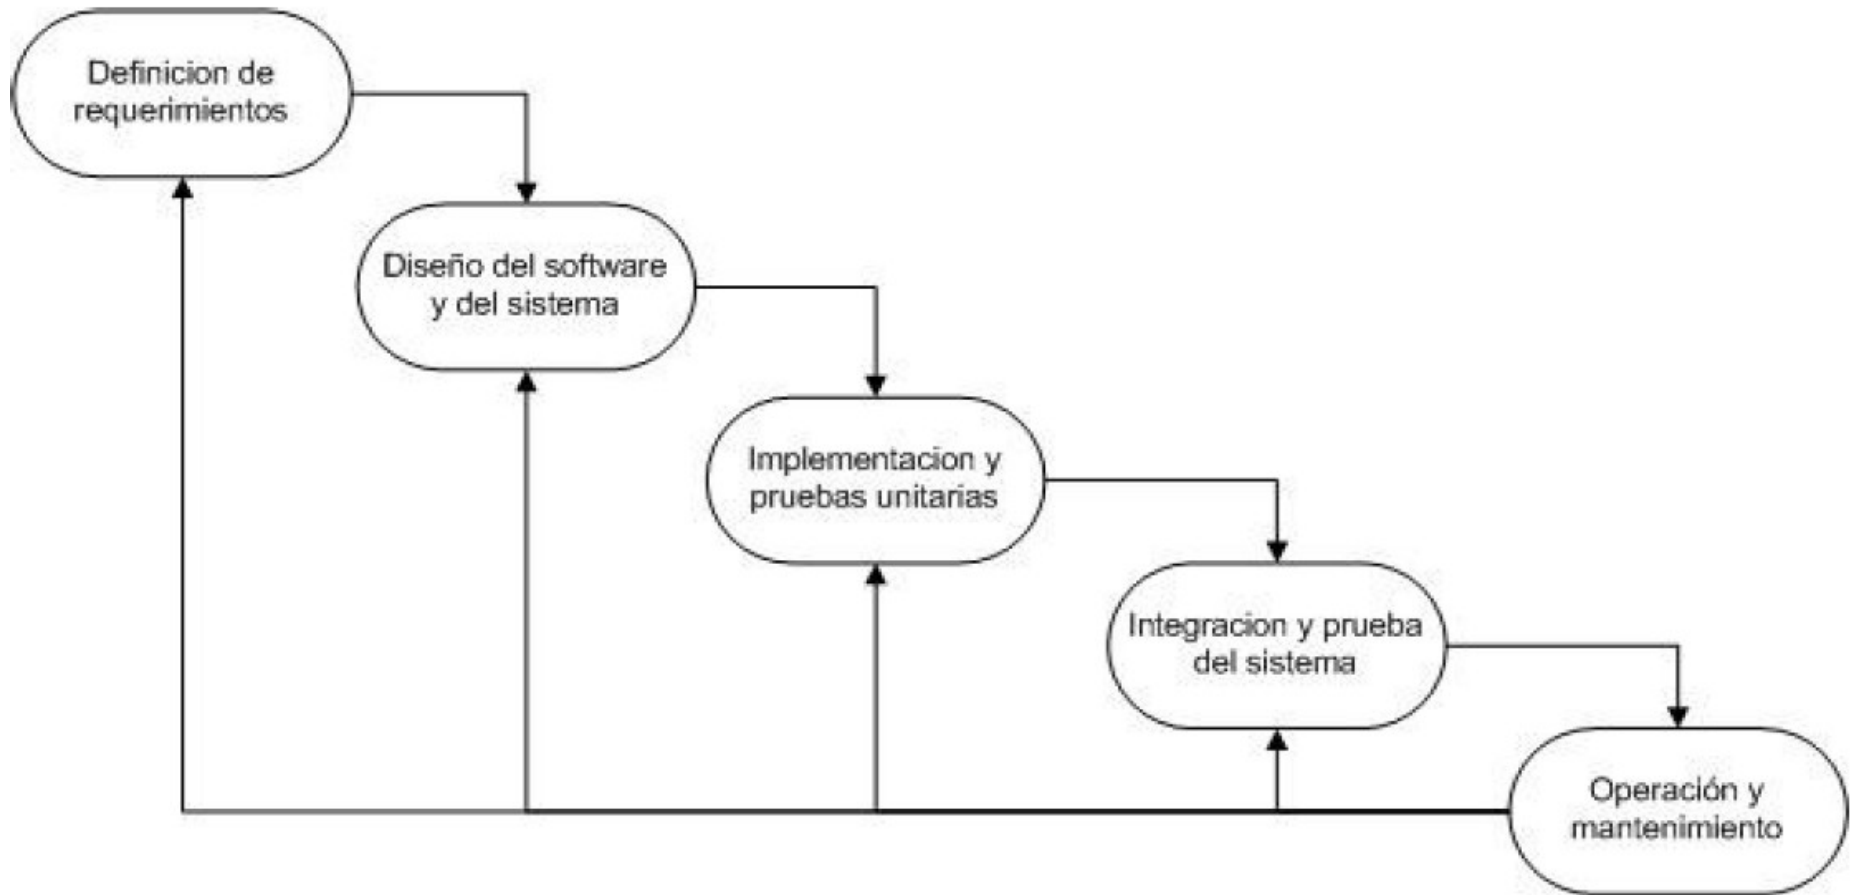 Definicion de
requerimientos
Diseño del software
y del sistema
Implementacion y
pruebas unitarias
Integracion y prueba
del sistema
Operación y
mantenimiento